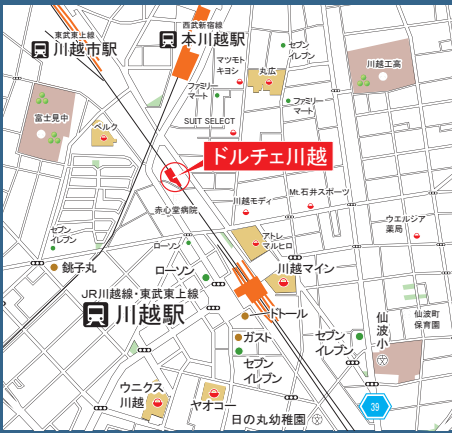 東武東上線
川越市駅
西武新宿線
本川越駅
セブン
イレブン
川越工高
マツモト
キヨシ
丸広
ファミリー
マート
ファミリー
マート
富士見中
ベルク
SUIT SELECT
ドルチェ川越
赤心堂病院
川越モディ
Mt.石井スポーツ
ウエルシア
薬局
セブン
イレブン
ローソン
アトレ
マルヒロ
銚子丸
ローソン
川越マイン
JR川越線・東武東上線
川越駅
ドトール
ガスト
セブン
イレブン
セブン
イレブン
仙波小
仙波町
保育園
ウニクス
川越
ヤオコー
日の丸幼稚園
文
文
39